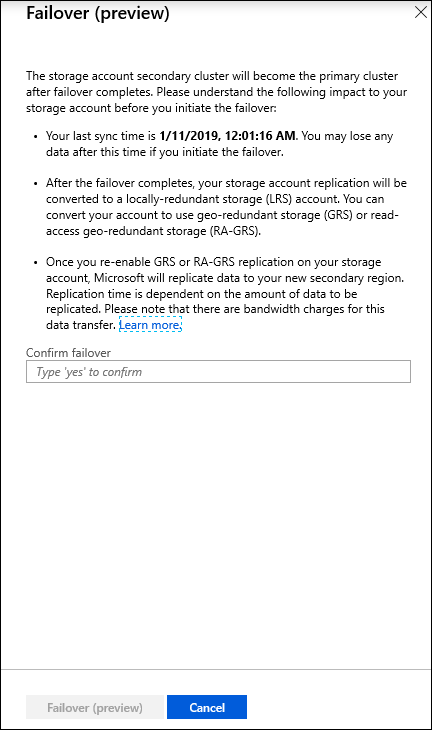 Failover (preview)
The storage account secondary cluster will become the primary cluster
after failover completes. Please understand the following impact to your
storage account before you initiate the failover:
• Your last sync time is 1/11/2019, 12:01:16 AM. You may lose any
data after this time if you initiate the failover.
• After the failover completes, your storage account replication will be
converted to a locally-redundant storage (LRS) account. You can
convert your account to use geo-redundant storage (GRS) or read-
access geo-redundant storage (RA-GRS).
• Once you re-enable GRS or RA-GRS replication on your storage
account, Microsoft will replicate data to your new secondary region.
Replication time is dependent on the amount of data to be
replicated. Please note that there are bandwidth charges for this
data transfer. Learn more.
Confirm failover
Type 'yes' to confirm
Failover (preview) Cancel